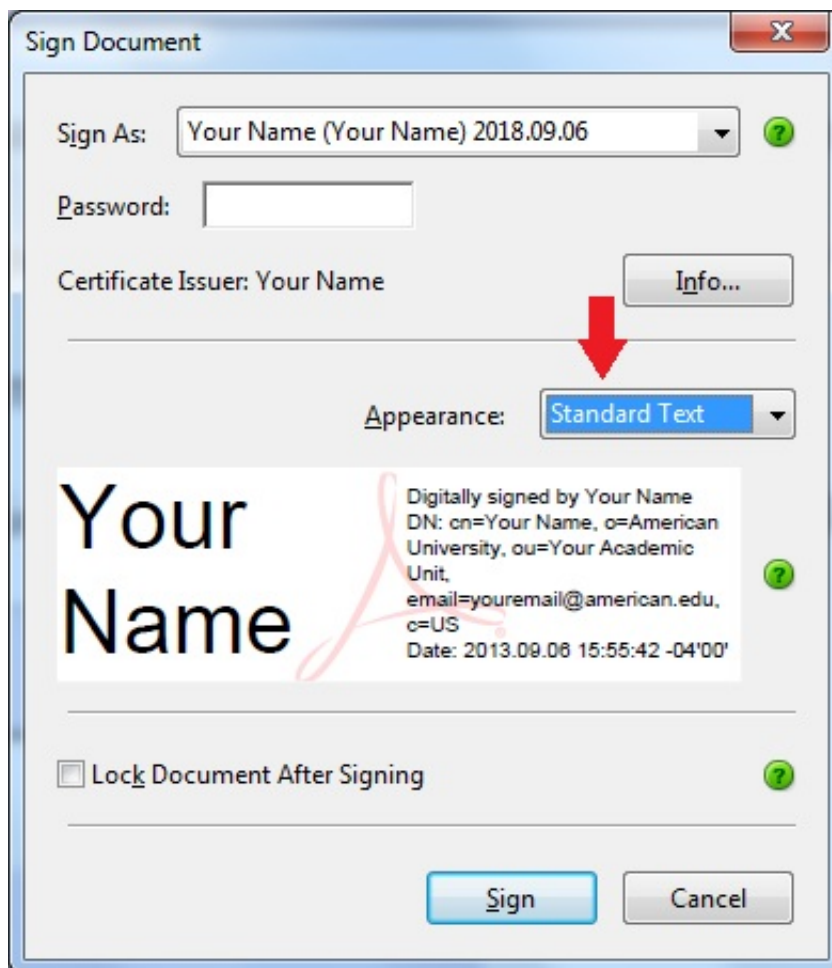 Sign Document
Sign As: Your Name (Your Name) 2018.09.06
Password:
Certificate Issuer: Your Name
Info...
Appearance: Standard Text
Your
Name
Digitally signed by Your Name
DN: cn=Your Name, o=American
University, ou=Your Academic
Unit,
email=youremail@american.edu,
c=US
Date: 2013.09.06 15:55:42 -04'00'
Lock Document After Signing
Sign
Cancel